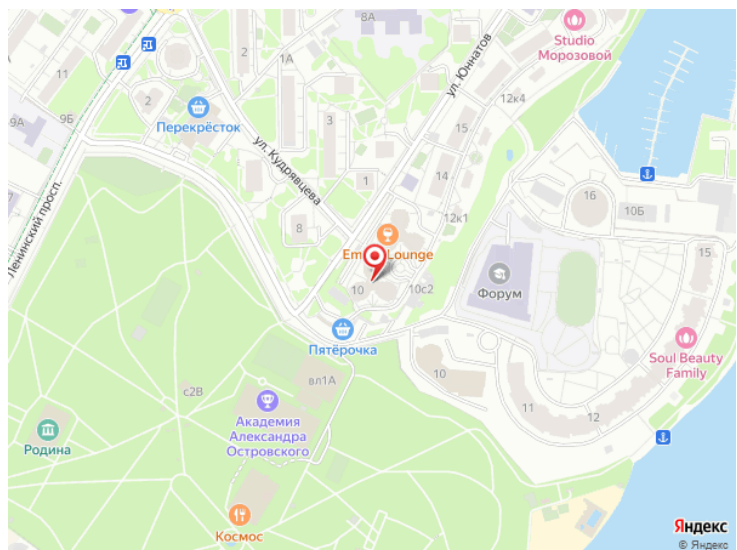 8А
Studio
Морозовой
11
1А
ул. Юннатов
2
12к4
9А
9Б
Перекрёсток
3
15
ул. Кудрявцева
1
14
16
Ленинский просп.
10Б
12к1
8
Em
Lounge
15
10
10с2
Форум
Пятёрочка
Soul Beauty
Family
вл1А
10
с2В
11
12
Академия
Александра
Островского
Родина
Космос
Яндекс
© Яндекс